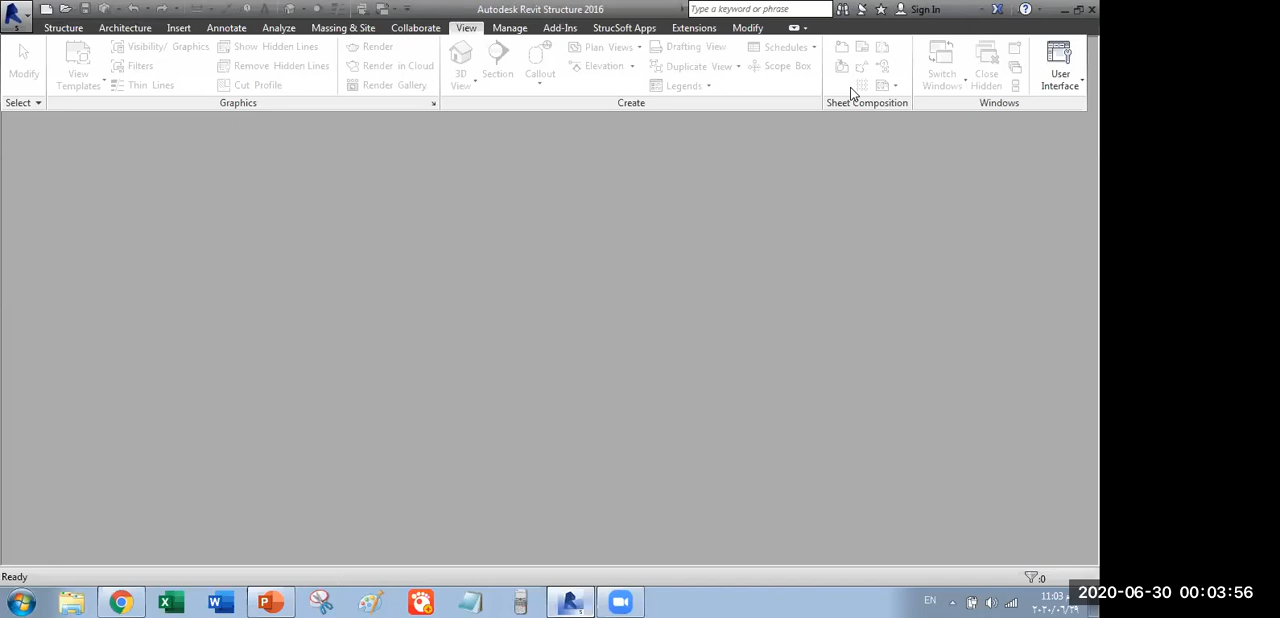 Autodesk Revit Structure 2016
Type a keyword or phrase
Sign In
Structure Architecture Insert Annotate Analyze Massing & Site Collaborate View Manage Add-Ins StrucSoft Apps Extensions Modify
Modify
View
Templates
Visibility/ Graphics
Filters
Thin Lines
Show Hidden Lines
Remove Hidden Lines
Cut Profile
Render
Render in Cloud
Render Gallery
3D
View
Section
Callout
Plan Views
Elevation
Drafting View
Duplicate View
Legends
Schedules
Scope Box
Switch
Windows
Close
Hidden
User
Interface
Select
Graphics
Create
Sheet Composition
Windows
Ready
:0
EN
11:03 م
٢٠٢٠/٠٦/٢٩
2020-06-30 00:03:56